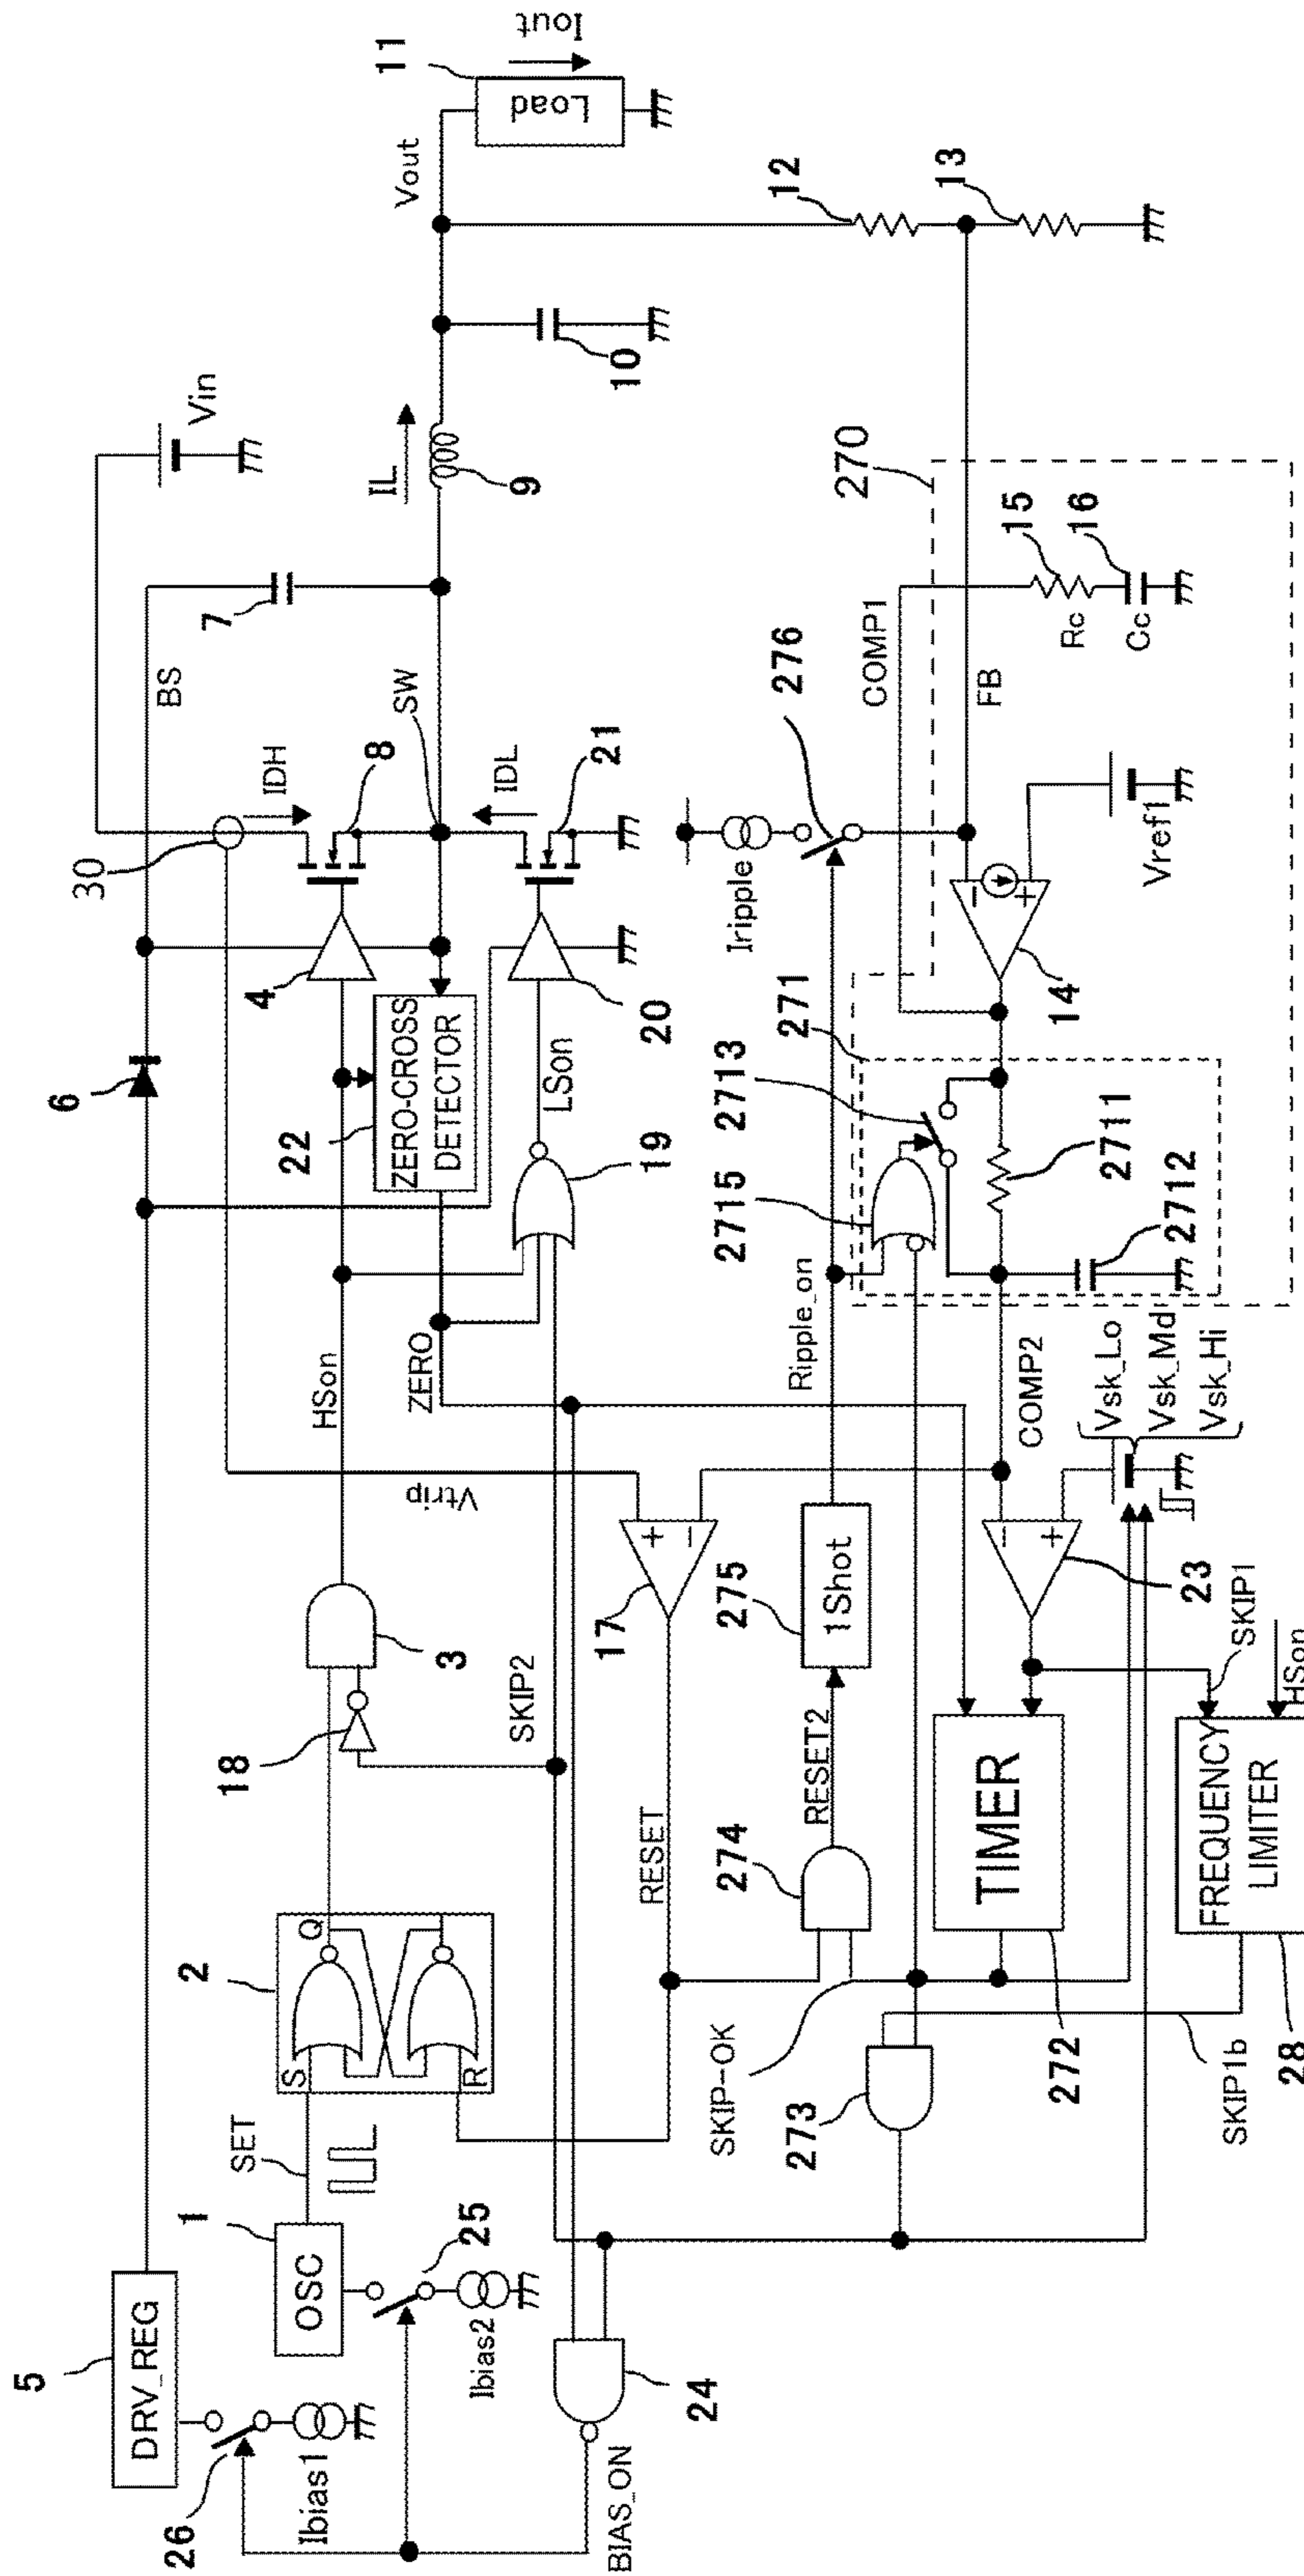 5
DRV_REG
26
Ibias1
1
OSC
25
Ibias2
BIAS_ON
24
SET
2
S
Q
R
18
3
SKIP2
HSon
6
BS
7
30
IDH
Vin
4
8
SW
22
ZERO-CROSS
DETECTOR
ZERO
LSon
19
20
IDL
21
IL
9
10
Vout
11
Load
Iout
12
13
Vtrip
17
RESET
274
RESET2
275
1Shot
Ripple_on
Iripple
276
SKIP-OK
273
272
TIMER
SKIP1b
28
FREQUENCY
LIMITER
SKIP1
HSon
23
COMP2
Vsk_Lo
Vsk_Md
Vsk_Hi
2715
2713
271
2711
2712
14
Vref1
FB
COMP1
270
15
Rc
16
Cc
+
−
−
+
−
+